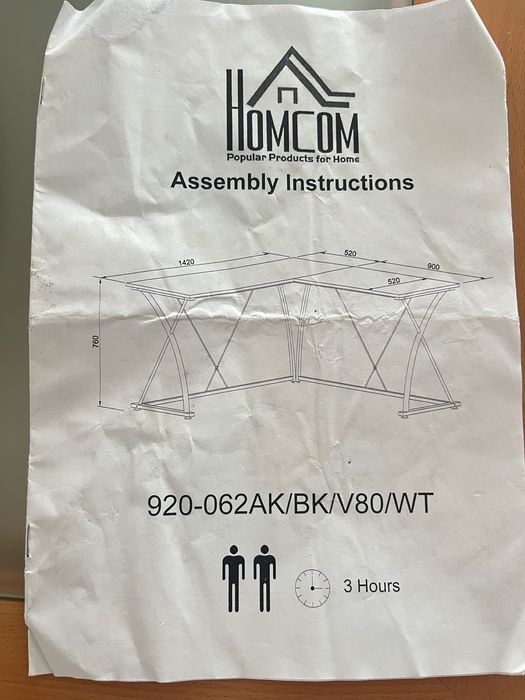 HOMCOM
Popular Products for Home
Assembly Instructions
1420
520
900
520
760
920-062AK/BK/V80/WT
3 Hours